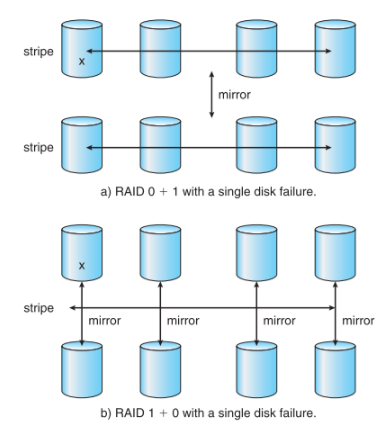 stripe
x
mirror
stripe
a) RAID 0 + 1 with a single disk failure.
x
stripe
mirror mirror mirror mirror
b) RAID 1 + 0 with a single disk failure.